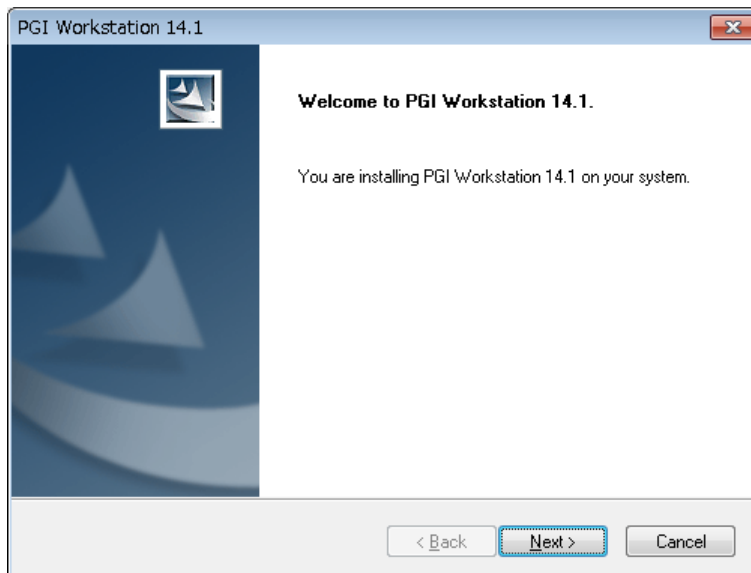 PGI Workstation 14.1
Welcome to PGI Workstation 14.1.
You are installing PGI Workstation 14.1 on your system.
< Back Next > Cancel